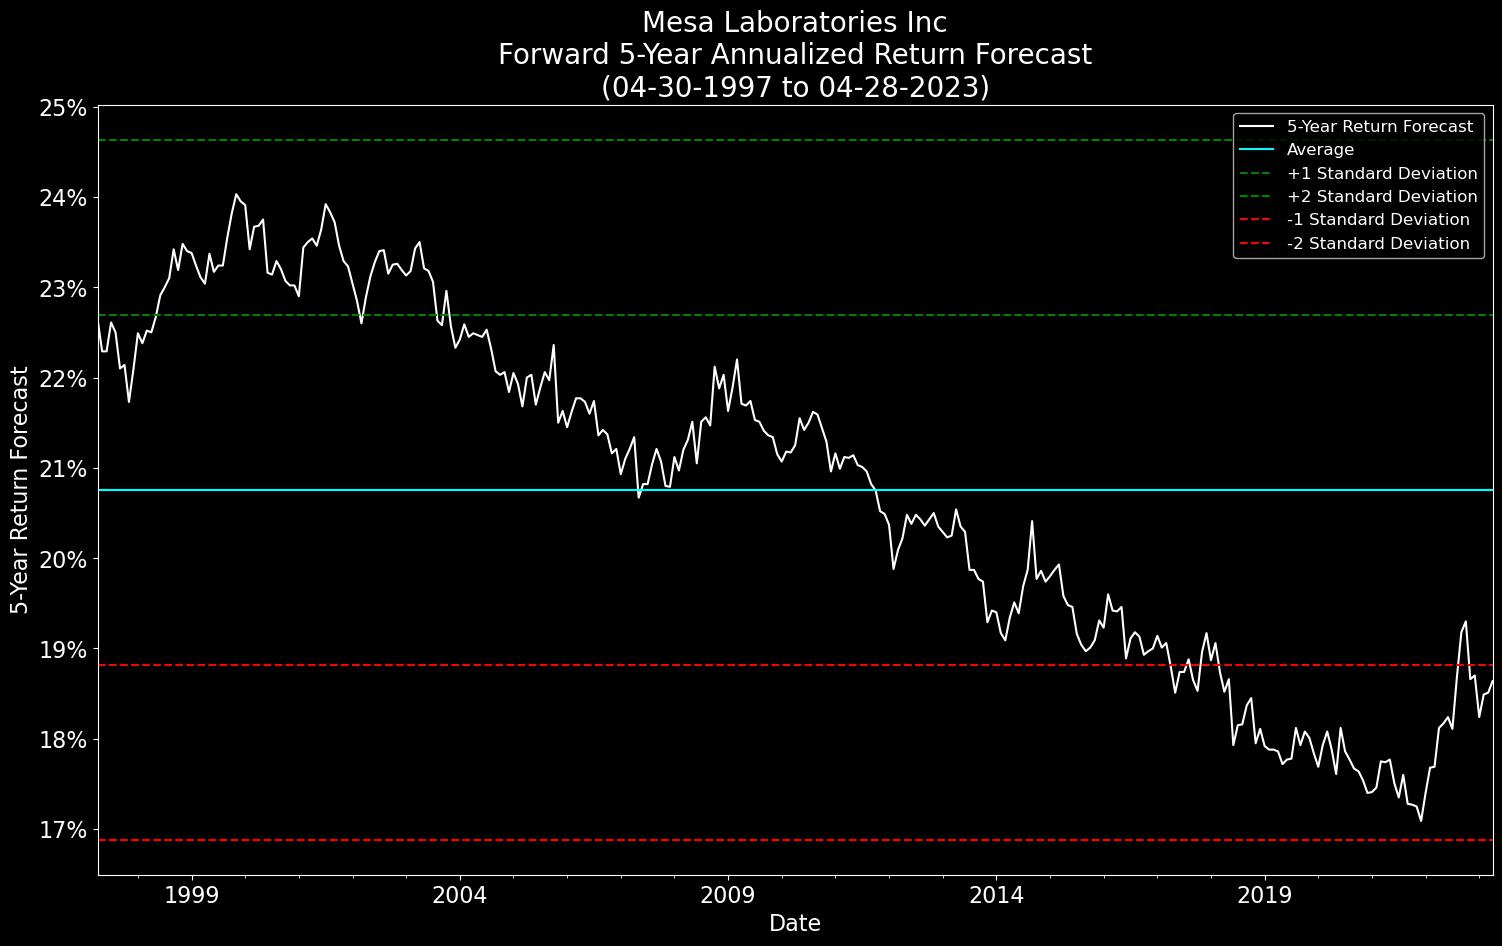 Mesa Laboratories Inc
Forward 5-Year Annualized Return Forecast
(04-30-1997 to 04-28-2023)
25%
24%
23%
22%
21%
20%
19%
18%
17%
5-Year Return Forecast
5-Year Return Forecast
Average
+1 Standard Deviation
+2 Standard Deviation
-1 Standard Deviation
-2 Standard Deviation
1999
2004
2009
2014
2019
Date